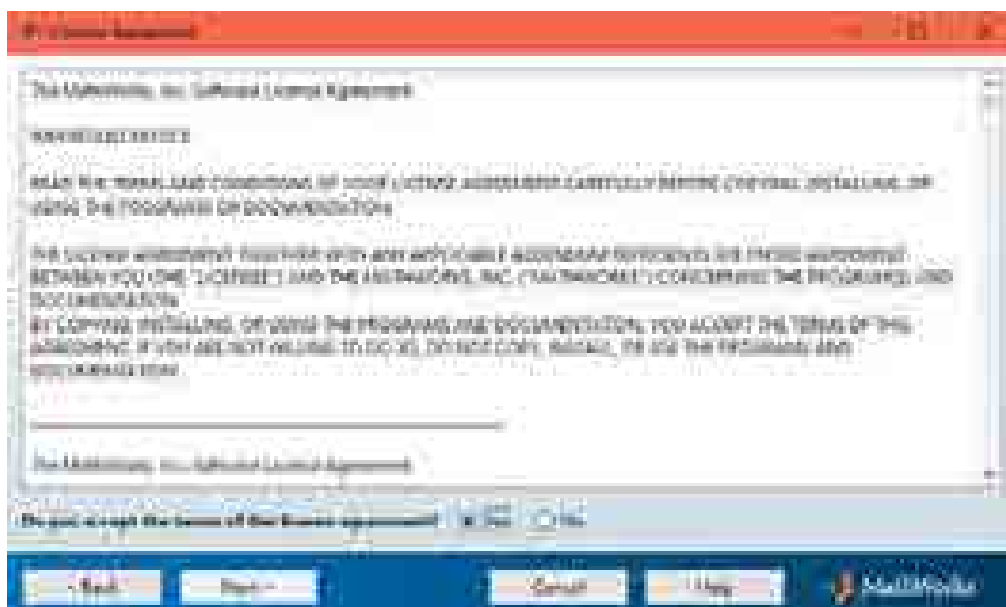 License Agreement
The MathWorks, Inc. Software License Agreement
IMPORTANT NOTICE
READ THE TERMS AND CONDITIONS OF YOUR LICENSE AGREEMENT CAREFULLY BEFORE COPYING, INSTALLING, OR
USING THE PROGRAMS OR DOCUMENTATION.
THE LICENSE AGREEMENT TOGETHER WITH ANY APPLICABLE ADDENDUM REPRESENTS THE ENTIRE AGREEMENT
BETWEEN YOU (THE "LICENSEE") AND THE MATHWORKS, INC. ("MATHWORKS") CONCERNING THE PROGRAM(S) AND
DOCUMENTATION.
BY COPYING, INSTALLING, OR USING THE PROGRAMS AND DOCUMENTATION, YOU ACCEPT THE TERMS OF THIS
AGREEMENT. IF YOU ARE NOT WILLING TO DO SO, DO NOT COPY, INSTALL, OR USE THE PROGRAMS AND
DOCUMENTATION.
The MathWorks, Inc. Software License Agreement
Do you accept the terms of the license agreement? Yes No
< Back Next > Cancel Help MathWorks